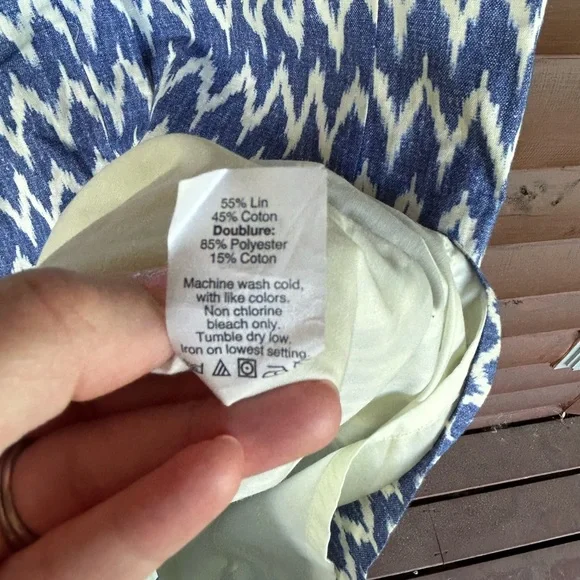 55% Lin
45% Coton
Doublure:
85% Polyester
15% Coton
Machine wash cold,
with like colors.
Non chlorine
bleach only.
Tumble dry low.
Iron on lowest setting